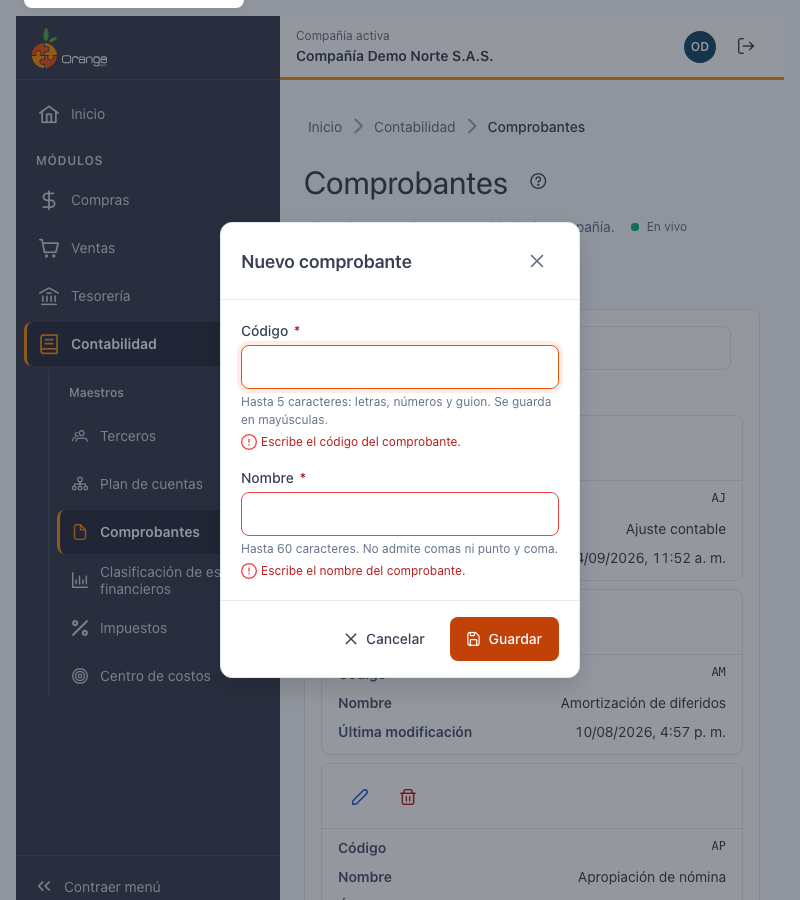 Orange
Compañía activa
Compañía Demo Norte S.A.S.
OD
Inicio
MÓDULOS
Compras
Ventas
Tesorería
Contabilidad
Maestros
Terceros
Plan de cuentas
Comprobantes
Clasificación de es
financieros
Impuestos
Centro de costos
Contraer menú
Inicio
Contabilidad
Comprobantes
Comprobantes
En vivo
Nuevo comprobante
Código *
Hasta 5 caracteres: letras, números y guion. Se guarda
en mayúsculas.
Escribe el código del comprobante.
Nombre *
Hasta 60 caracteres. No admite comas ni punto y coma.
Escribe el nombre del comprobante.
Cancelar
Guardar
AJ
Ajuste contable
/09/2026, 11:52 a. m.
AM
Nombre
Amortización de diferidos
Última modificación
10/08/2026, 4:57 p. m.
Código
AP
Nombre
Apropiación de nómina